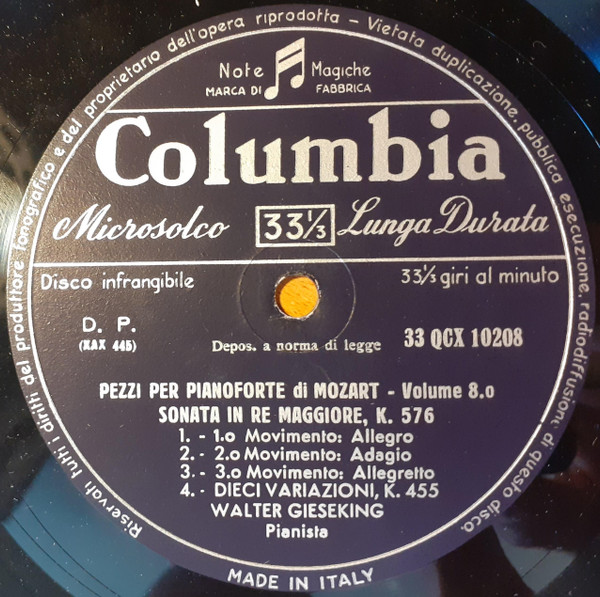 Riservati tutti i diritti del produttore fonografico e del proprietario dell'opera riprodotta - Vietata duplicazione, pubblica esecuzione, radiodiffusione di questo disco.
Note Magiche
MARCA DI FABBRICA
Columbia
Microsolco 33⅓ Lunga Durata
Disco infrangibile 33⅓ giri al minuto
D. P.
(XAX 445)
Depos. a norma di legge 33 QCX 10208
PEZZI PER PIANOFORTE di MOZART - Volume 8.o
SONATA IN RE MAGGIORE, K. 576
1. - 1.o Movimento: Allegro
2. - 2.o Movimento: Adagio
3. - 3.o Movimento: Allegretto
4. - DIECI VARIAZIONI, K. 455
WALTER GIESEKING
Pianista
MADE IN ITALY